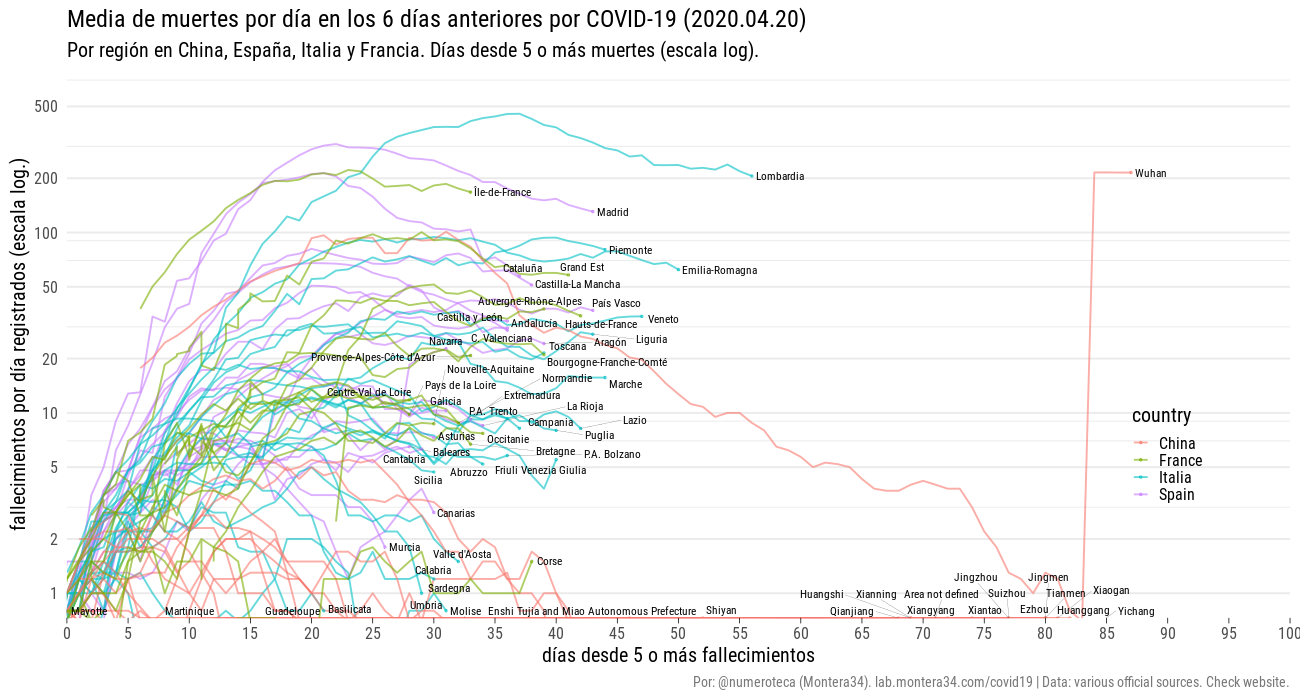 Media de muertes por día en los 6 días anteriores por COVID-19 (2020.04.20)
Por región en China, España, Italia y Francia. Días desde 5 o más muertes (escala log).
fallecimientos por día registrados (escala log.)
500
200
100
50
20
10
5
2
1
Lombardia
Wuhan
Île-de-France
Madrid
Piemonte
Cataluña
Grand Est
Emilia-Romagna
Castilla-La Mancha
Auvergne-Rhône-Alpes
País Vasco
Castilla y León
Andalucía
Hauts-de-France
Veneto
Navarra
C. Valenciana
Toscana
Aragón
Liguria
Provence-Alpes-Côte d'Azur
Bourgogne-Franche-Comté
Nouvelle-Aquitaine
Normandie
Pays de la Loire
Marche
Centre-Val de Loire
Extremadura
Galicia
P.A. Trento
La Rioja
Campania
Lazio
Asturias
Occitanie
Puglia
Baleares
Bretagne
P.A. Bolzano
Cantabria
Abruzzo
Friuli Venezia Giulia
Sicilia
Canarias
Murcia
Valle d'Aosta
Corse
Calabria
Jingzhou
Jingmen
Sardegna
Huangshi
Xianning
Area not defined
Suizhou
Tianmen
Xiaogan
Mayotte
Martinique
Guadeloupe
Basilicata
Umbria
Molise
Enshi Tujia and Miao Autonomous Prefecture
Shiyan
Qianjiang
Xiangyang
Xiantao
Ezhou
Huanggang
Yichang
country
China
France
Italia
Spain
0 5 10 15 20 25 30 35 40 45 50 55 60 65 70 75 80 85 90 95 100
días desde 5 o más fallecimientos
Por: @numeroteca (Montera34). lab.montera34.com/covid19 | Data: various official sources. Check website.